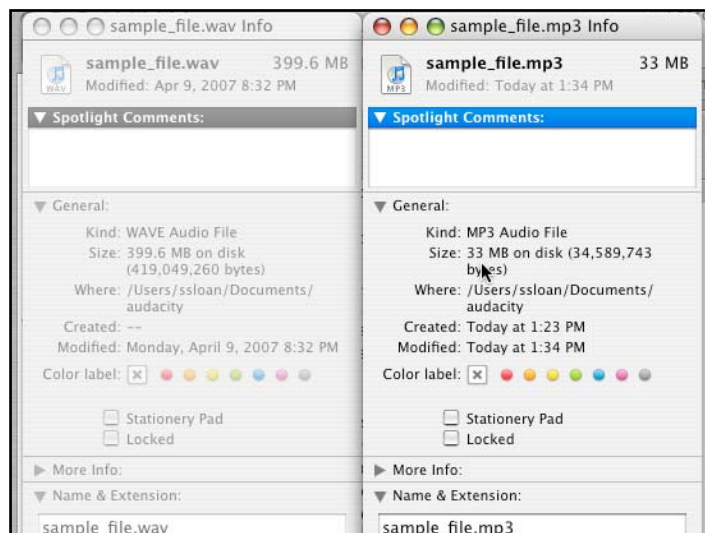 sample_file.wav Info
sample_file.wav 399.6 MB
Modified: Apr 9, 2007 8:32 PM
WAV
Spotlight Comments:
General:
Kind: WAVE Audio File
Size: 399.6 MB on disk
(419,049,260 bytes)
Where: /Users/ssloan/Documents/
audacity
Created: --
Modified: Monday, April 9, 2007 8:32 PM
Color label:
Stationery Pad
Locked
More Info:
Name & Extension:
sample_file.wav
sample_file.mp3 Info
sample_file.mp3 33 MB
Modified: Today at 1:34 PM
MP3
Spotlight Comments:
General:
Kind: MP3 Audio File
Size: 33 MB on disk (34,589,743
bytes)
Where: /Users/ssloan/Documents/
audacity
Created: Today at 1:23 PM
Modified: Today at 1:34 PM
Color label:
Stationery Pad
Locked
More Info:
Name & Extension:
sample_file.mp3